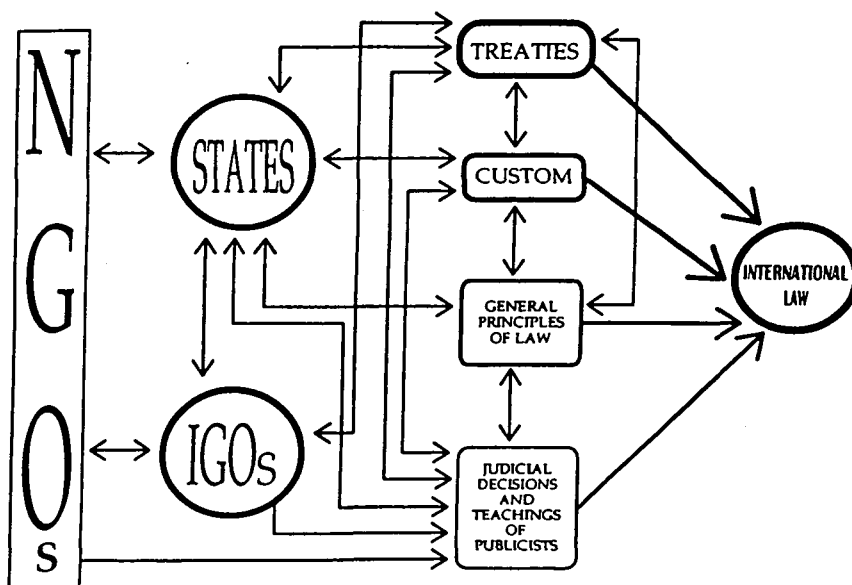 N
G
O
s
STATES
IGOs
TREATIES
CUSTOM
GENERAL
PRINCIPLES
OF LAW
JUDICIAL
DECISIONS
AND
TEACHINGS
OF
PUBLICISTS
INTERNATIONAL
LAW